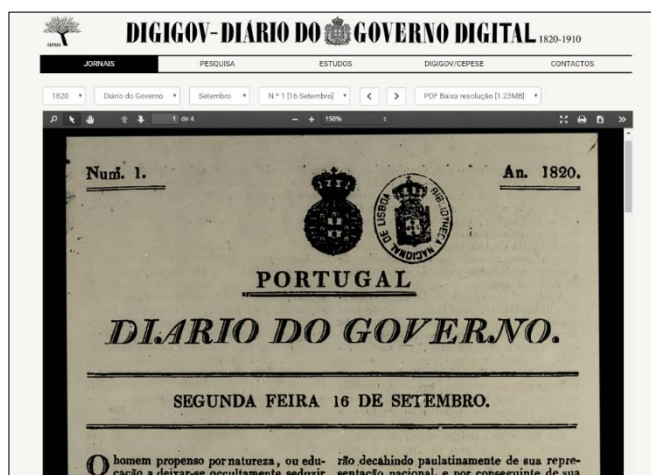 CEPESE
DIGIGOV-DIÁRIO DO GOVERNO DIGITAL 1820-1910
JORNAIS PESQUISA ESTUDOS DIGIGOV/CEPESE CONTACTOS
1820 Diário do Governo Setembro N.º 1 [16 Setembro] < > PDF Baixa resolução [1.23MB]
1 de 4 − + 150% »
Num. 1. An. 1820.
BIBLIOTHECA NACIONAL DE LISBOA
PORTUGAL
DIARIO DO GOVERNO.
SEGUNDA FEIRA 16 DE SETEMBRO.
O homem propenso por natureza, ou edu-
cação a deixar-se occultamente seduzir
rão decahindo paulatinamente de sua repre-
sentação nacional, e por conseguinte de sua